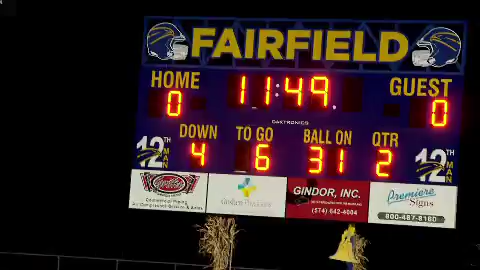 FAIRFIELD
HOME 11:49 GUEST
0 0
DAKTRONICS
DOWN TO GO BALL ON QTR
12TH MAN 4 6 31 2 12TH MAN
GINDOR, INC.
(574) 642-4004
Premiere
Signs
800-487-8180